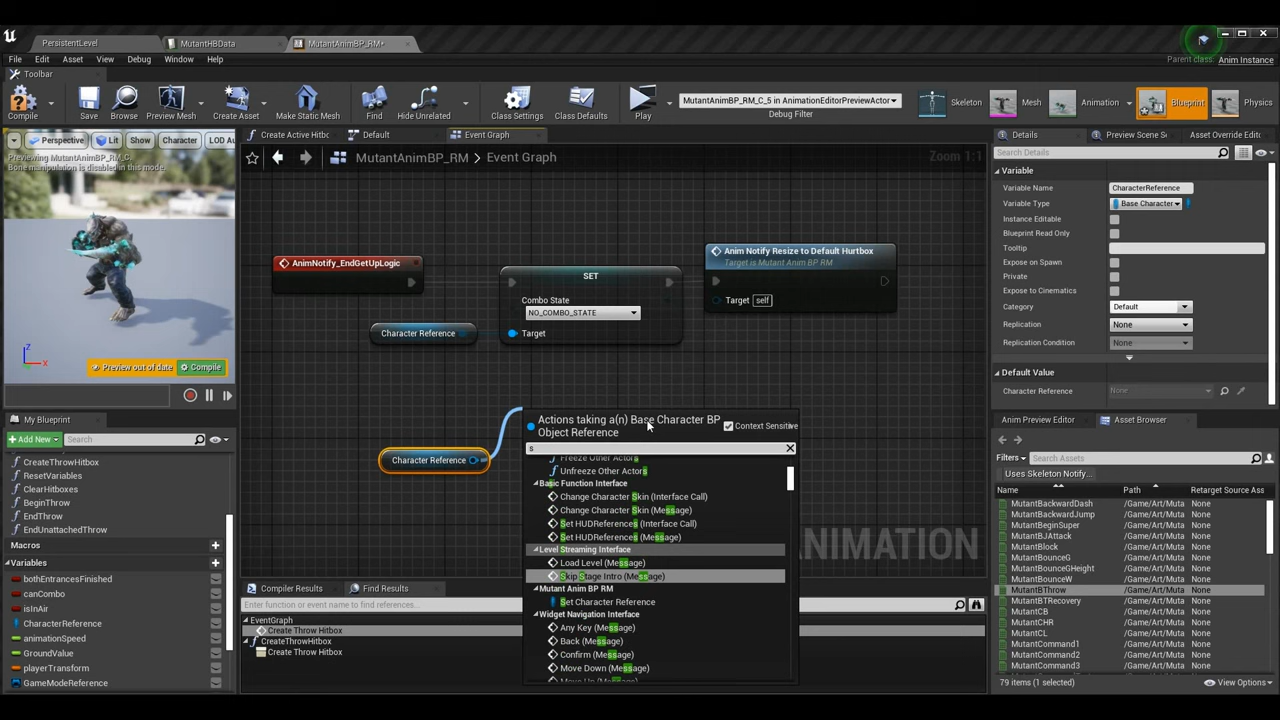 PersistentLevel
MutantHBData
MutantAnimBP_RM*
Parent class: Anim Instance
File Edit Asset View Debug Window Help
Toolbar
Compile
Save
Browse
Preview Mesh
Create Asset
Make Static Mesh
Find
Hide Unrelated
Class Settings
Class Defaults
Play
MutantAnimBP_RM_C_5 in AnimationEditorPreviewActor
Debug Filter
Skeleton
Mesh
Animation
Blueprint
Physics
Perspective
Lit
Show
Character
LOD Au
Previewing MutantAnimBP_RM_C.
Bone manipulation is disabled in this mode.
Preview out of date
Compile
Create Active Hitbc
Default
Event Graph
MutantAnimBP_RM > Event Graph
Zoom 1:1
AnimNotify_EndGetUpLogic
SET
Combo State
NO_COMBO_STATE
Target
Character Reference
Anim Notify Resize to Default Hurtbox
Target is Mutant Anim BP RM
Target self
Character Reference
Actions taking a(n) Base Character BP
Object Reference)
Context Sensitive
s
Freeze Other Actors
Unfreeze Other Actors
Basic Function Interface
Change Character Skin (Interface Call)
Change Character Skin (Message)
Set HUDReferences (Interface Call)
Set HUDReferences (Message)
Level Streaming Interface
Load Level (Message)
Skip Stage Intro (Message)
Mutant Anim BP RM
Set Character Reference
Widget Navigation Interface
Any Key (Message)
Back (Message)
Confirm (Message)
Move Down (Message)
Move Up (Message)
ANIMATION
My Blueprint
Add New
Search
CreateThrowHitbox
ResetVariables
ClearHitboxes
BeginThrow
EndThrow
EndUnattachedThrow
Macros
Variables
bothEntrancesFinished
canCombo
isInAir
CharacterReference
animationSpeed
GroundValue
playerTransform
GameModeReference
Compiler Results
Find Results
Enter function or event name to find references...
EventGraph
Create Throw Hitbox
CreateThrowHitbox
Create Throw Hitbox
Details
Preview Scene S
Asset Override Edit
Search Details
Variable
Variable Name CharacterReference
Variable Type Base Character
Instance Editable
Blueprint Read Only
Tooltip
Expose on Spawn
Private
Expose to Cinematics
Category Default
Replication None
Replication Condition None
Default Value
Character Reference None
Anim Preview Editor
Asset Browser
Filters
Search Assets
Uses Skeleton Notify...
Name Path Retarget Source Ass
MutantBackwardDash /Game/Art/Muta None
MutantBackwardJump /Game/Art/Muta None
MutantBeginSuper /Game/Art/Muta None
MutantBJAttack /Game/Art/Muta None
MutantBlock /Game/Art/Muta None
MutantBounceG /Game/Art/Muta None
MutantBounceGHeight /Game/Art/Muta None
MutantBounceW /Game/Art/Muta None
MutantBThrow /Game/Art/Muta None
MutantBTRecovery /Game/Art/Muta None
MutantCB /Game/Art/Muta None
MutantCHR /Game/Art/Muta None
MutantCL /Game/Art/Muta None
MutantCommand1 /Game/Art/Muta None
MutantCommand2 /Game/Art/Muta None
MutantCommand3 /Game/Art/Muta None
79 items (1 selected)
View Options